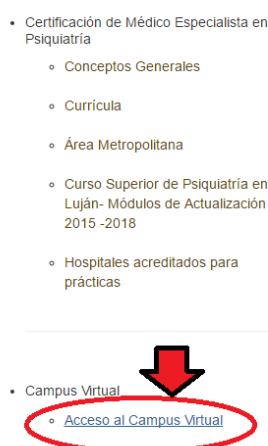 Certificación de Médico Especialista en
Psiquiatría
Conceptos Generales
Currícula
Área Metropolitana
Curso Superior de Psiquiatría en
Luján- Módulos de Actualización
2015 -2018
Hospitales acreditados para
prácticas
Campus Virtual
Acceso al Campus Virtual